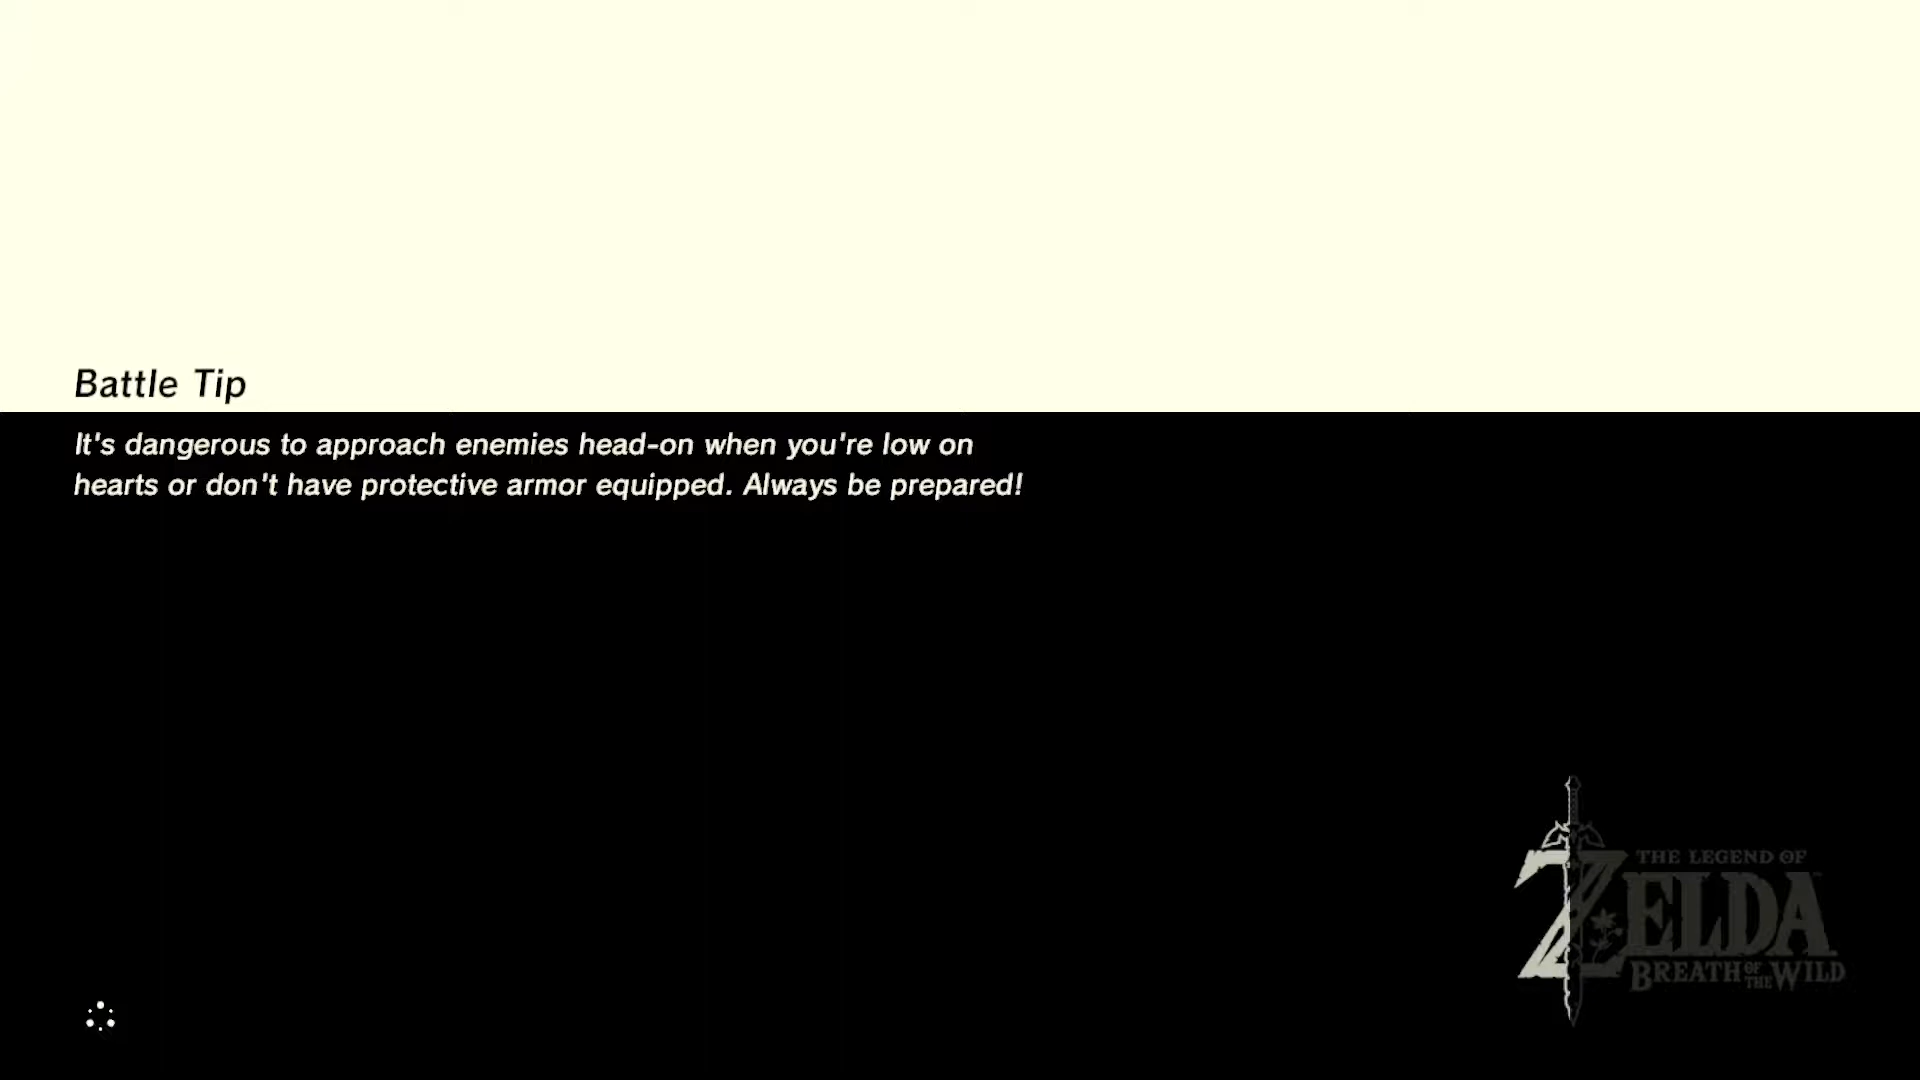 Battle Tip
It's dangerous to approach enemies head-on when you're low on
hearts or don't have protective armor equipped. Always be prepared!
THE LEGEND OF
ZELDA
BREATH OF THE WILD